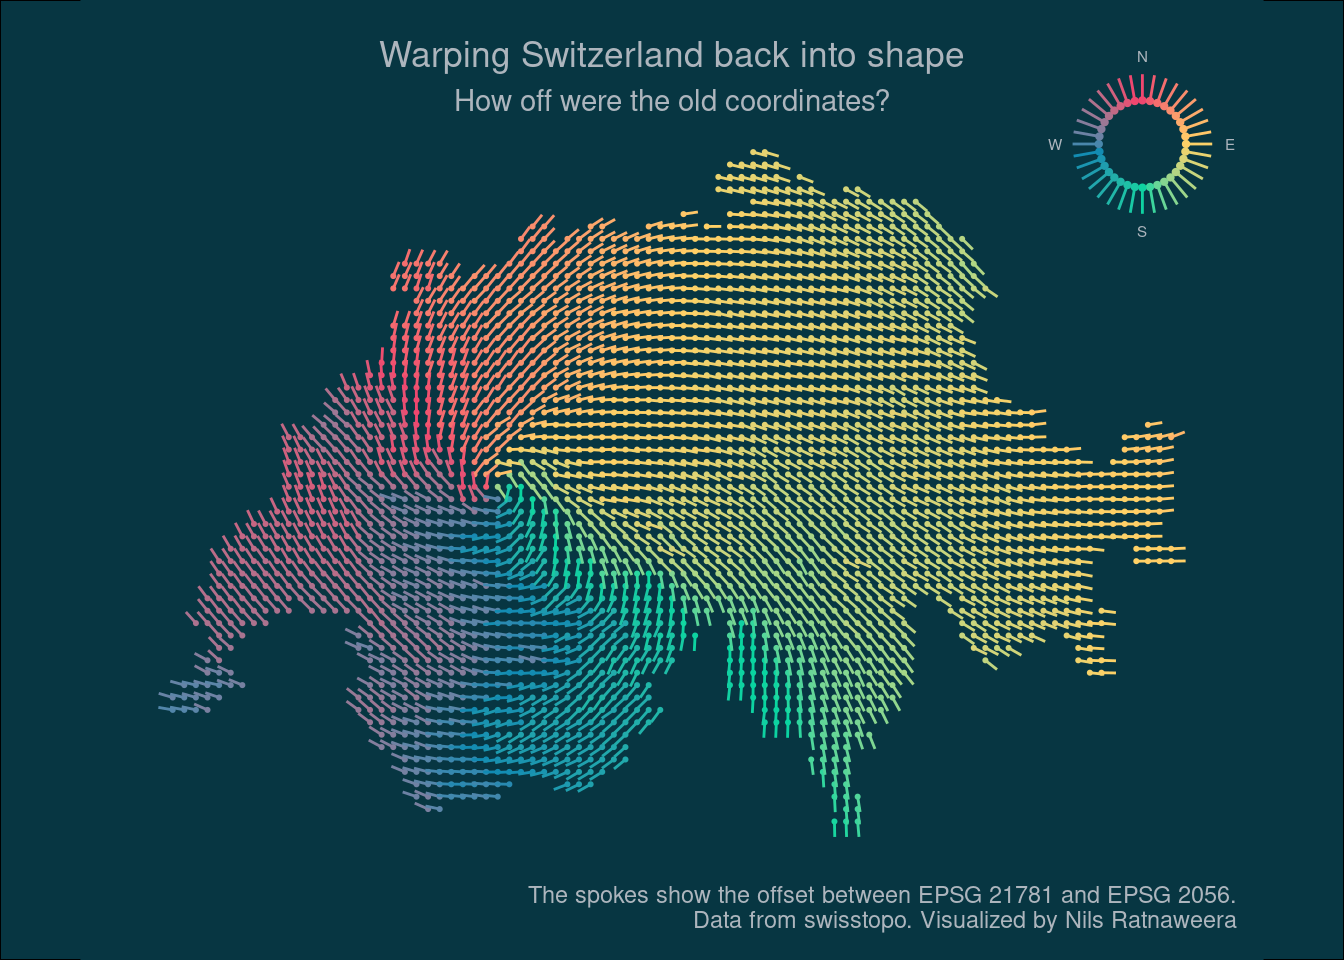 Warping Switzerland back into shape
How off were the old coordinates?
N
W
E
S
The spokes show the offset between EPSG 21781 and EPSG 2056.
Data from swisstopo. Visualized by Nils Ratnaweera